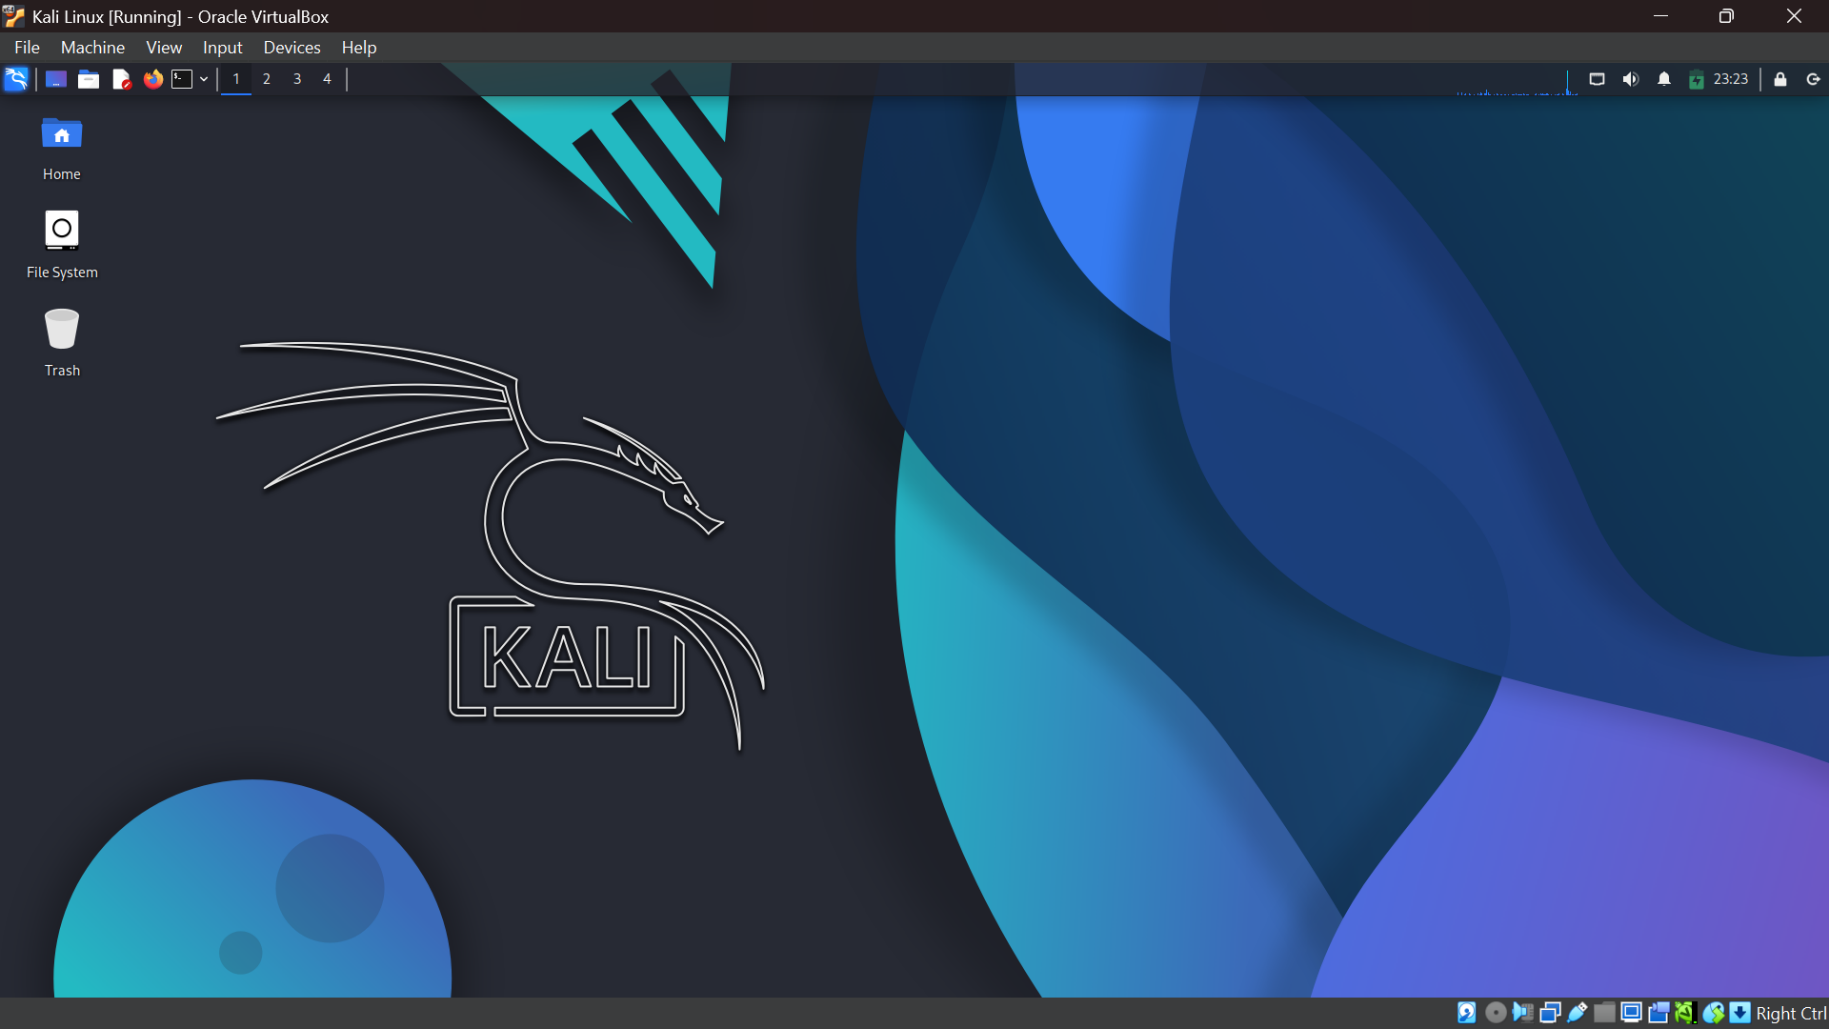 Kali Linux [Running] - Oracle VirtualBox
File Machine View Input Devices Help
1 2 3 4 23:23
Home
File System
Trash
KALI
Right Ctrl